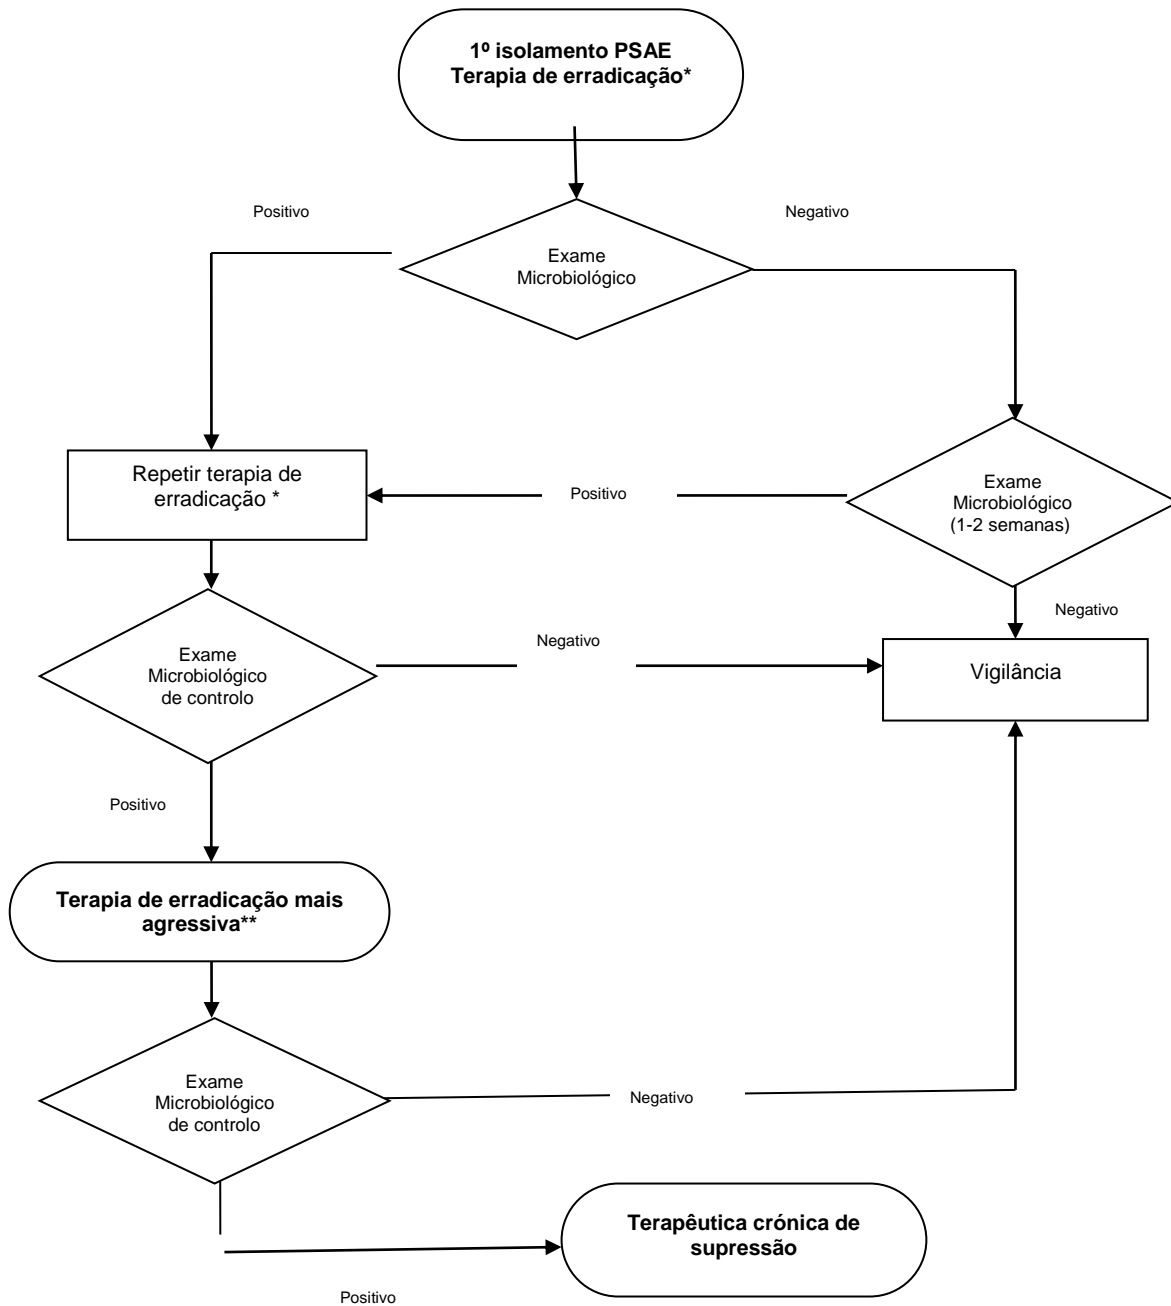 1º isolamento PSAE
Terapia de erradicação*
Positivo
Negativo
Exame
Microbiológico
Repetir terapia de
erradicação *
Positivo
Exame
Microbiológico
(1-2 semanas)
Negativo
Exame
Microbiológico
de controlo
Negativo
Vigilância
Positivo
Terapia de erradicação mais
agressiva**
Exame
Microbiológico
de controlo
Negativo
Terapêutica crónica de
supressão
Positivo